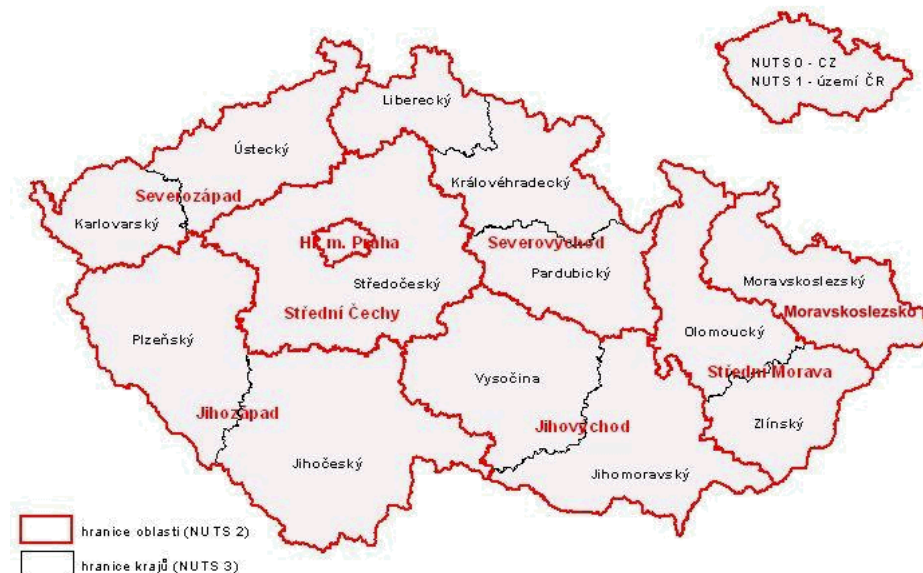 NUTS 0 - CZ
NUTS 1 - území ČR
Liberecký
Ústecký
Královéhradecký
Severozápad
Karlovarský
Hl. m. Praha
Severovýchod
Pardubický
Středočeský
Moravskoslezský
Střední Čechy
Moravskoslezsko
Plzeňský
Olomoucký
Střední Morava
Vysočina
Jihozápad
Jihovýchod
Zlínský
Jihočeský
Jihomoravský
hranice oblastí (NUTS 2)
hranice krajů (NUTS 3)